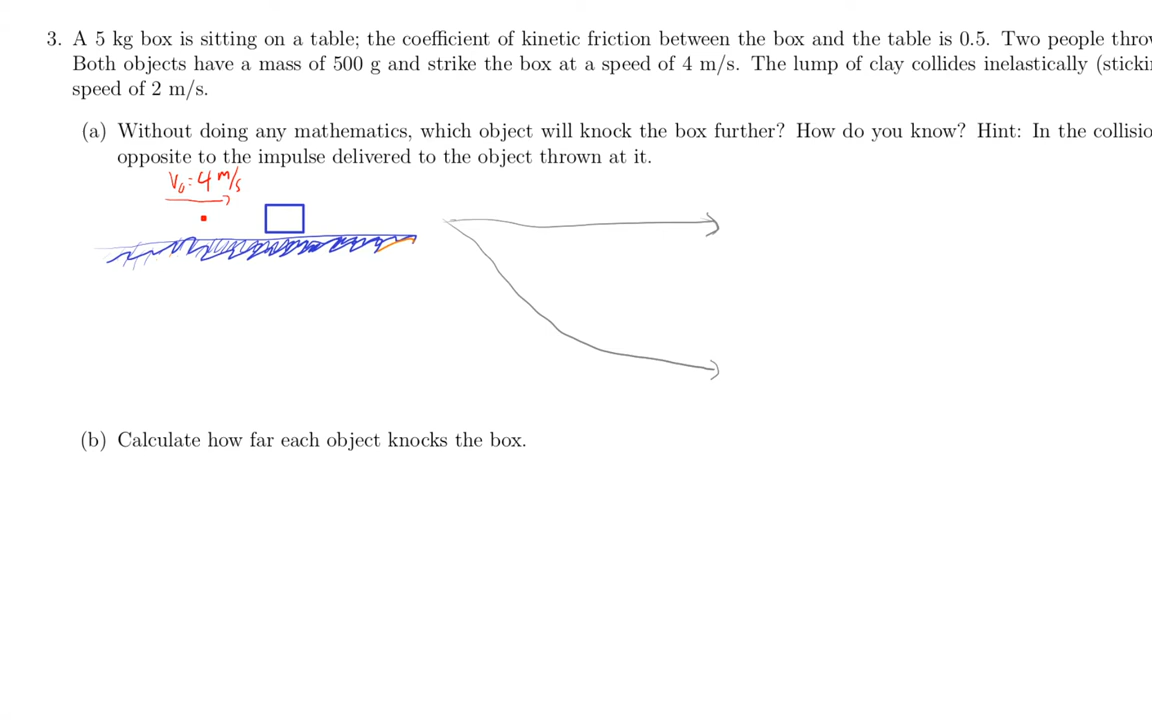 3. A 5 kg box is sitting on a table; the coefficient of kinetic friction between the box and the table is 0.5. Two people
Both objects have a mass of 500 g and strike the box at a speed of 4 m/s. The lump of clay collides inelastically
speed of 2 m/s.
(a) Without doing any mathematics, which object will knock the box further? How do you know? Hint: In the
opposite to the impulse delivered to the object thrown at it.
V₀ = 4 m/s
(b) Calculate how far each object knocks the box.